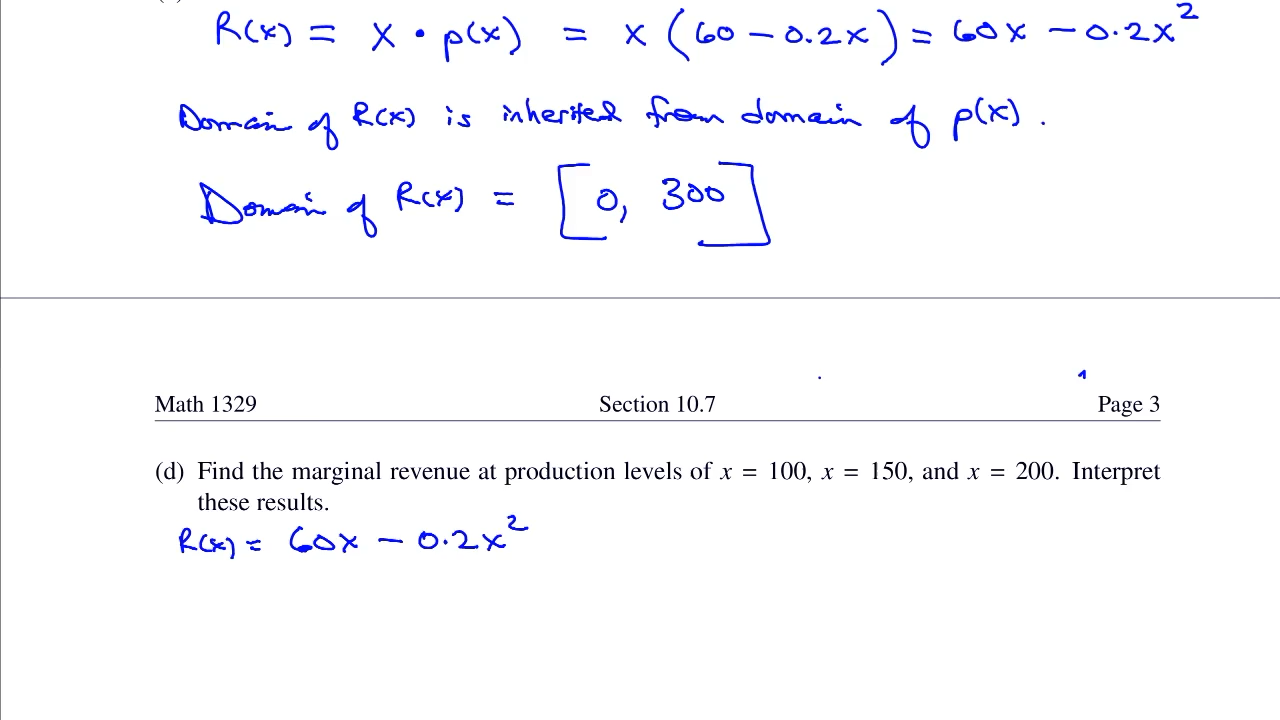 R(x) = x • p(x) = x (60 - 0.2x) = 60x - 0.2x²
Domain of R(x) is inherited from domain of p(x).
Domain of R(x) = [0, 300]
Math 1329 Section 10.7 Page 3
(d) Find the marginal revenue at production levels of x = 100, x = 150, and x = 200. Interpret
these results.
R(x) = 60x - 0.2x²